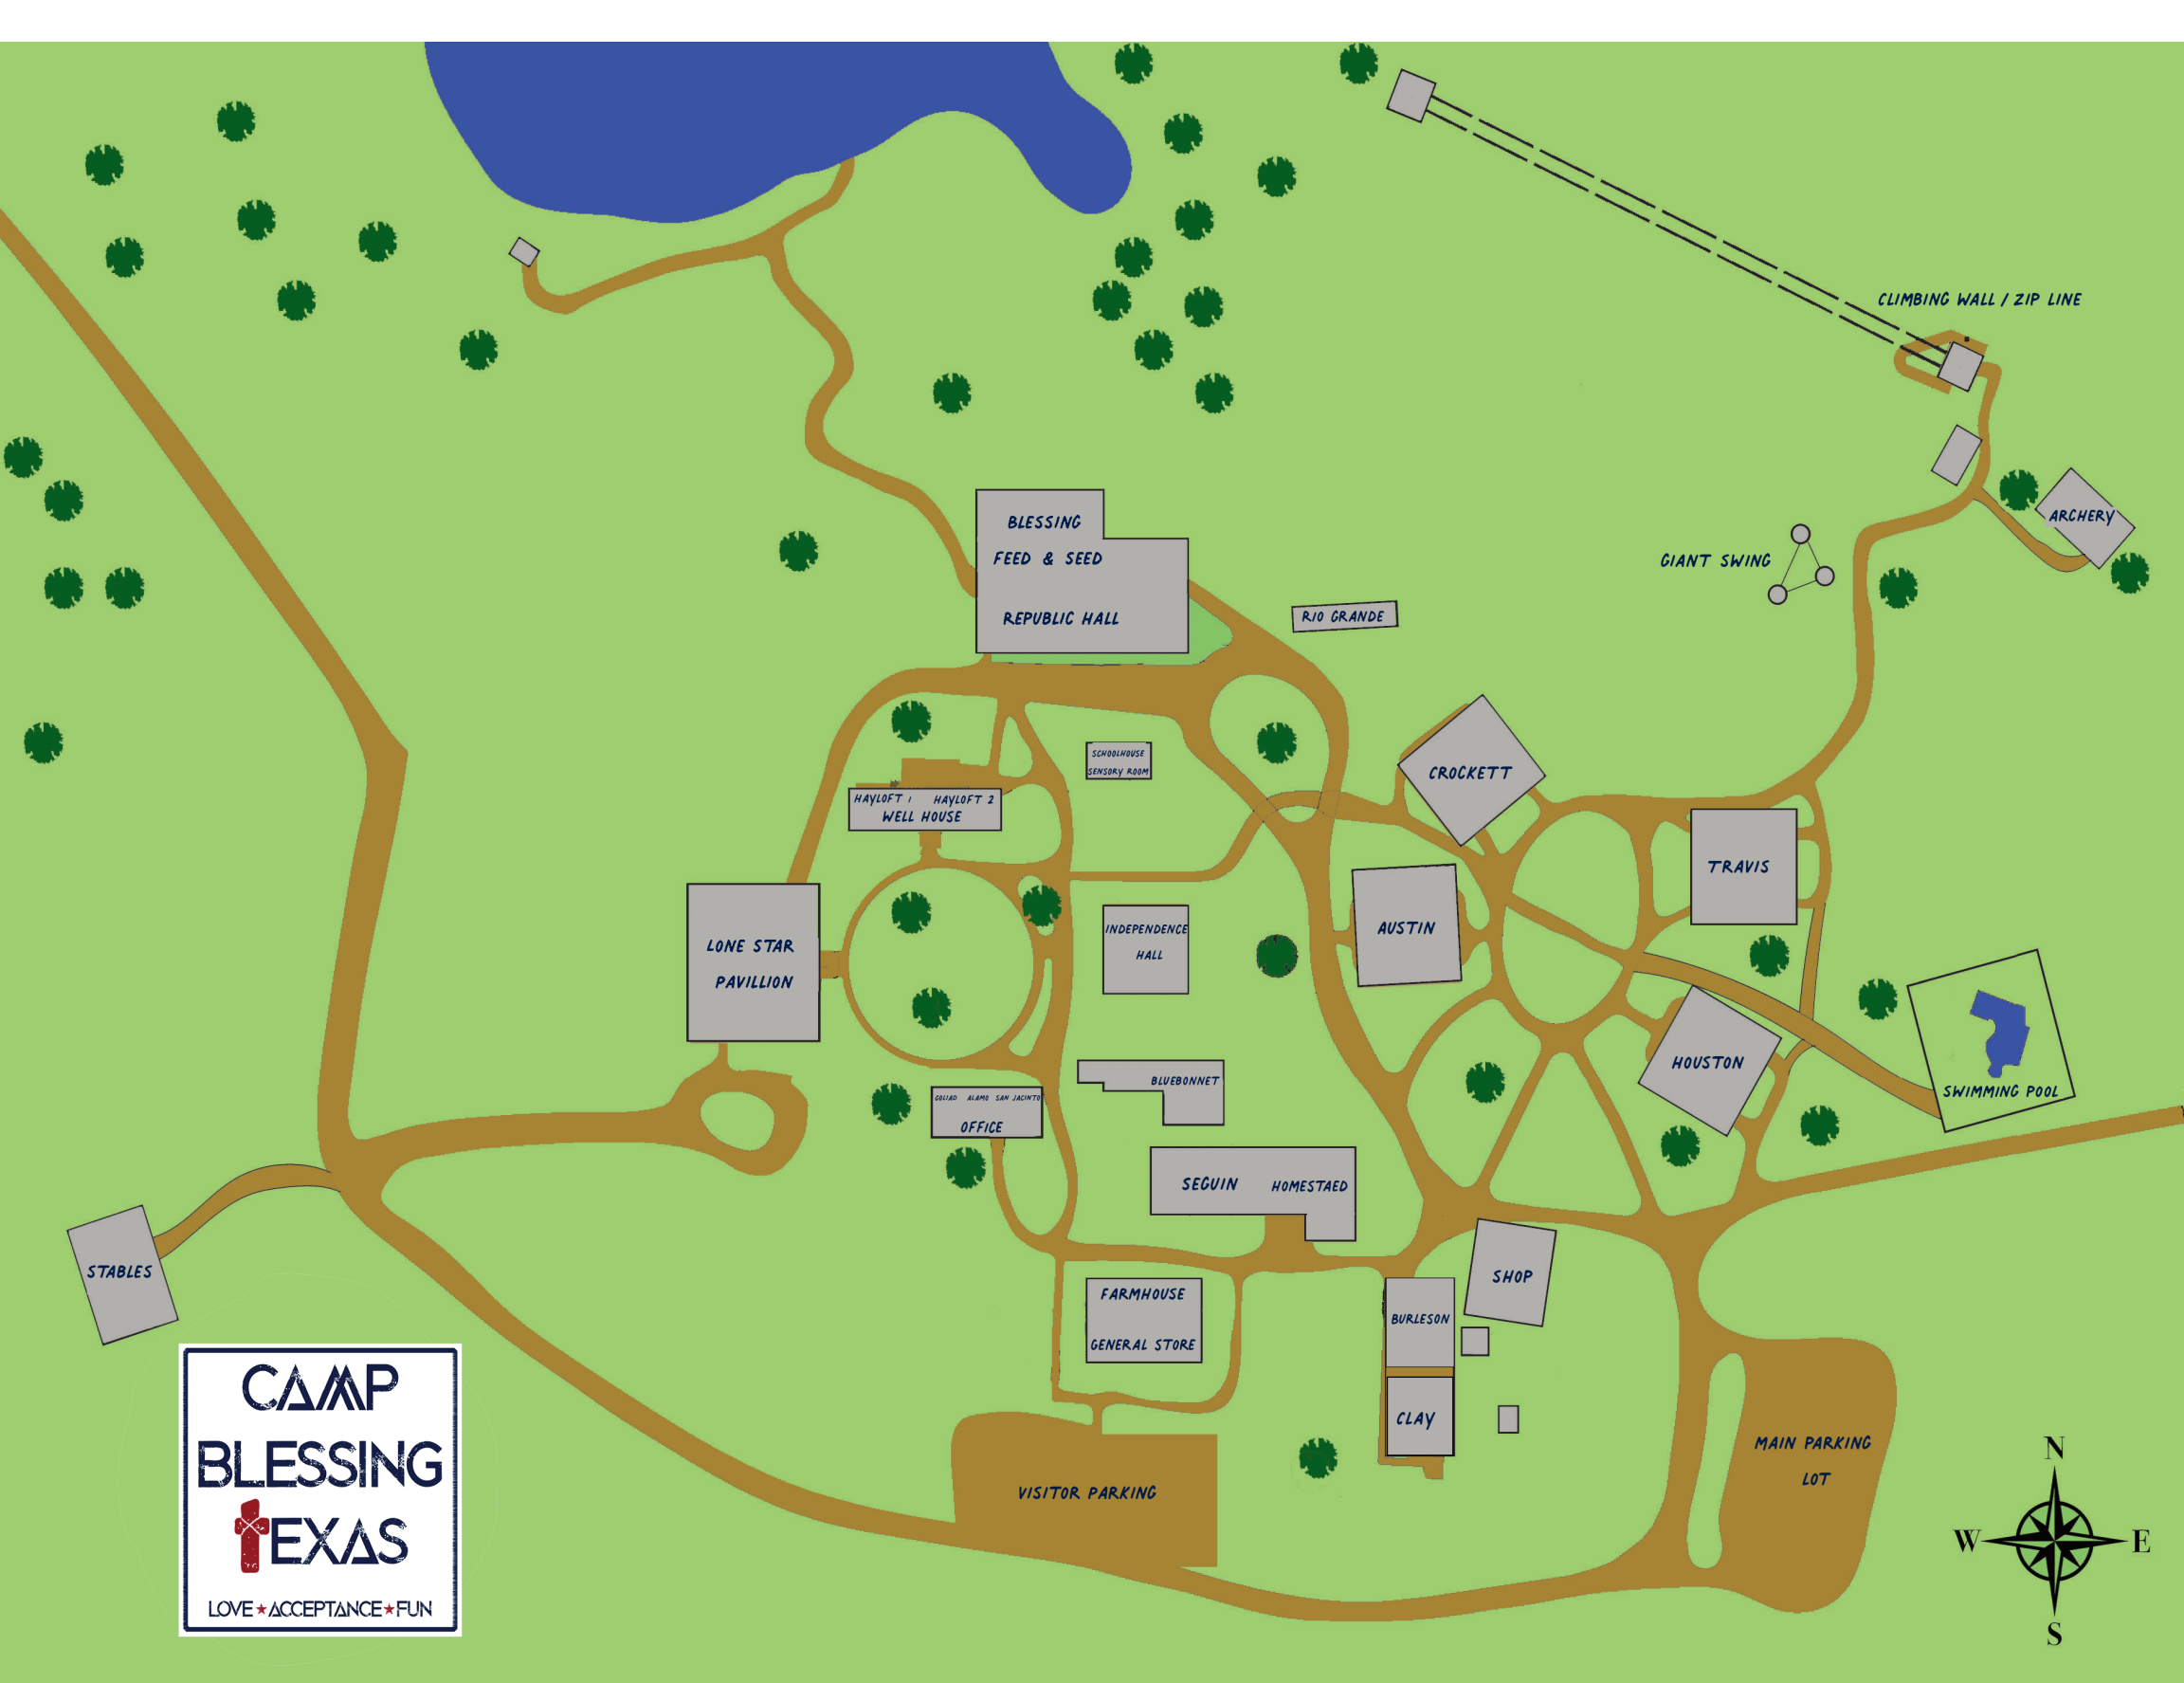 CLIMBING WALL / ZIP LINE
ARCHERY
GIANT SWING
BLESSING
FEED & SEED
REPUBLIC HALL
RIO GRANDE
SCHOOLHOUSE
SENSORY ROOM
CROCKETT
HAYLOFT 1 HAYLOFT 2
WELL HOUSE
TRAVIS
AUSTIN
INDEPENDENCE
HALL
LONE STAR
PAVILLION
HOUSTON
SWIMMING POOL
BLUEBONNET
GOLIAD ALAMO SAN JACINTO
OFFICE
SEGUIN HOMESTAED
STABLES
SHOP
FARMHOUSE
GENERAL STORE
BURLESON
CLAY
VISITOR PARKING
MAIN PARKING
LOT
CAMP
BLESSING
TEXAS
LOVE★ACCEPTANCE★FUN
N
W E
S